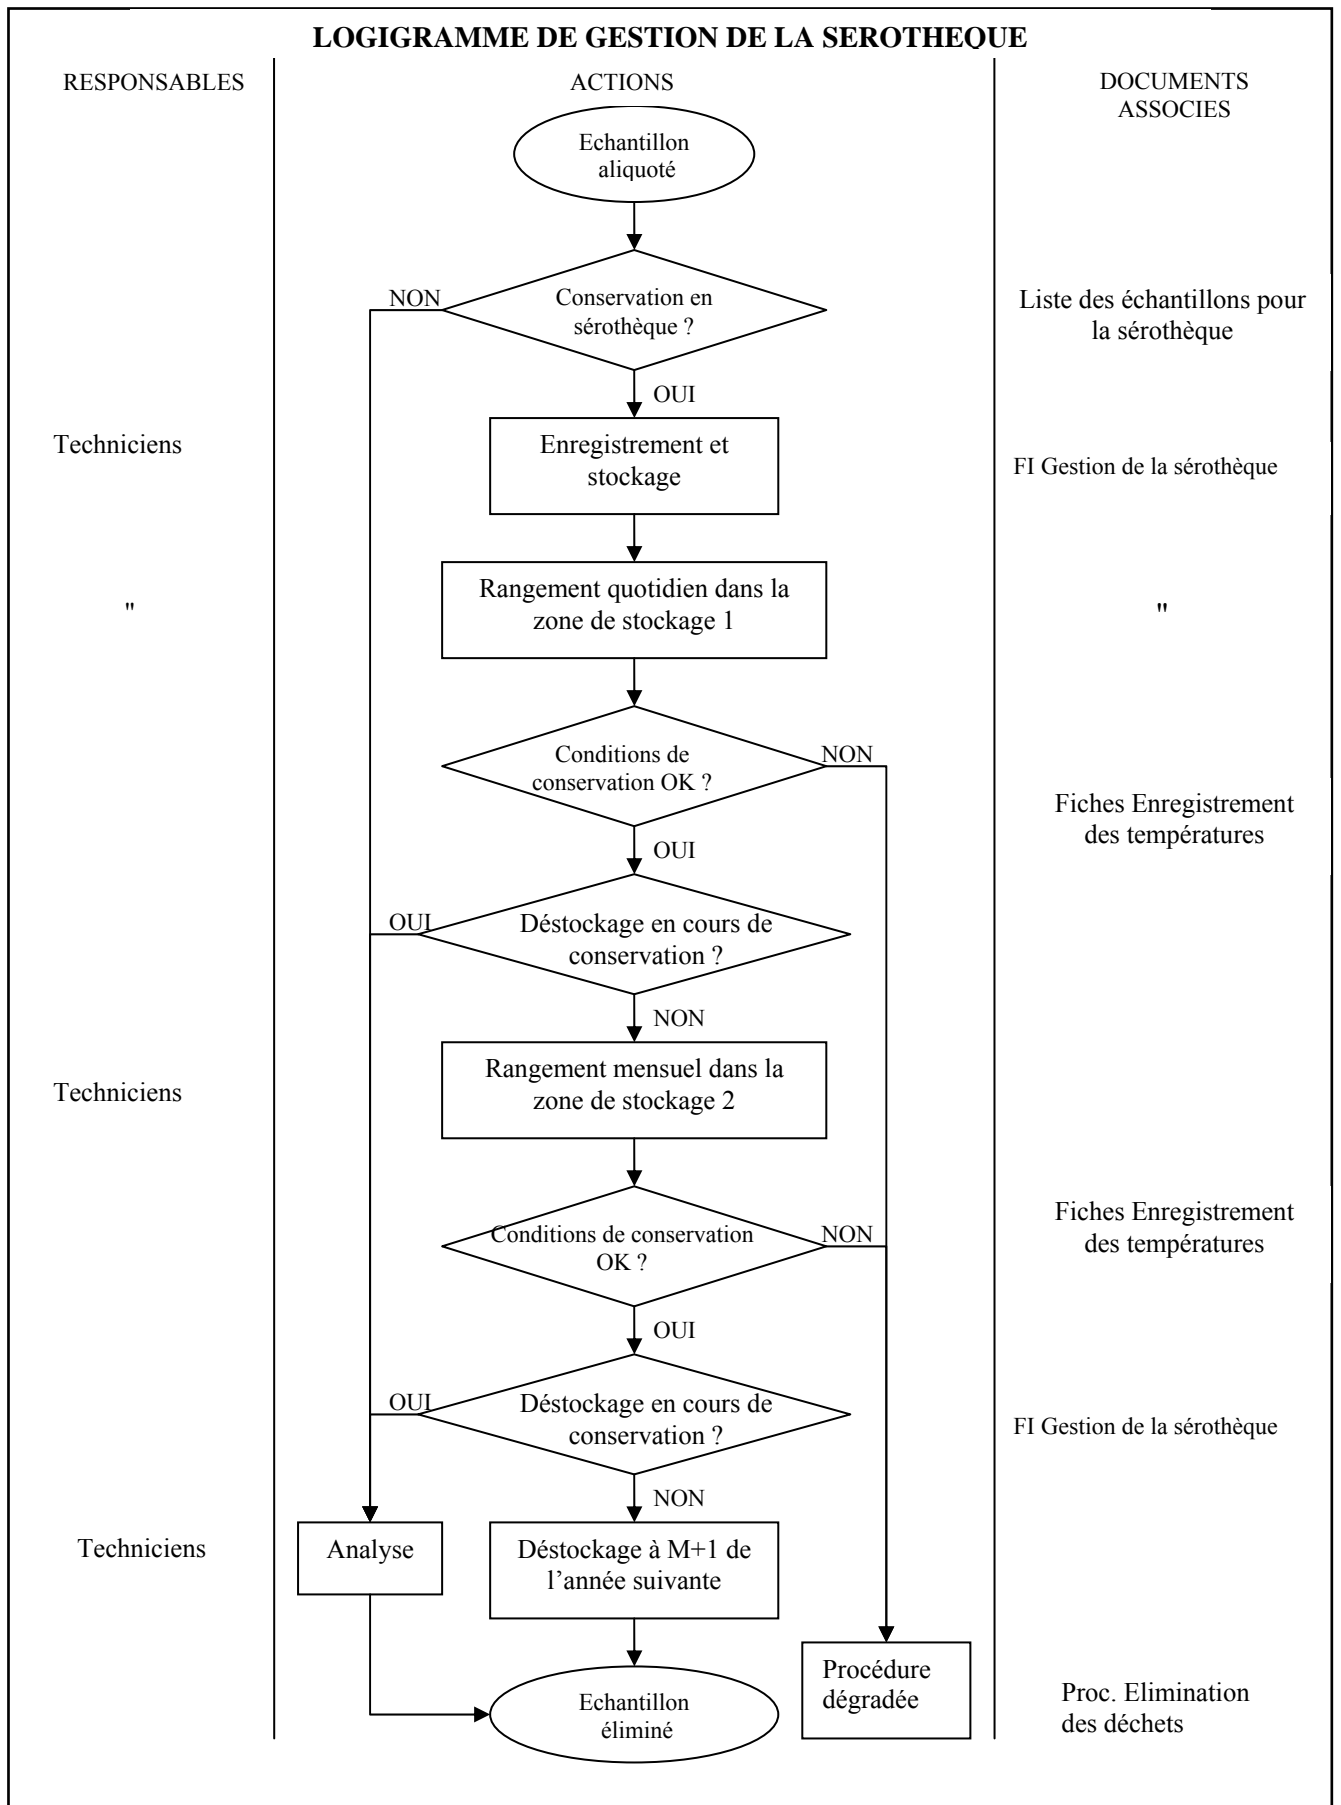 LOGIGRAMME DE GESTION DE LA SEROTHEQUE
RESPONSABLES
ACTIONS
DOCUMENTS
ASSOCIES
Echantillon
aliquoté
NON
Conservation en
sérothèque ?
Liste des échantillons pour
la sérothèque
OUI
Techniciens
Enregistrement et
stockage
FI Gestion de la sérothèque
"
Rangement quotidien dans la
zone de stockage 1
"
Conditions de
conservation OK ?
NON
Fiches Enregistrement
des températures
OUI
OUI
Déstockage en cours de
conservation ?
NON
Techniciens
Rangement mensuel dans la
zone de stockage 2
Conditions de conservation
OK ?
NON
Fiches Enregistrement
des températures
OUI
OUI
Déstockage en cours de
conservation ?
FI Gestion de la sérothèque
NON
Techniciens
Analyse
Déstockage à M+1 de
l'année suivante
Procédure
dégradée
Echantillon
éliminé
Proc. Elimination
des déchets